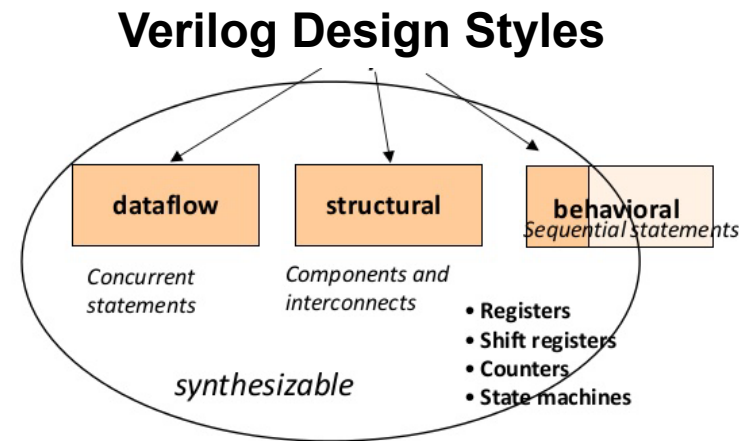 Verilog Design Styles
dataflow
structural
behavioral
Sequential statements
Concurrent
statements
Components and
interconnects
• Registers
• Shift registers
• Counters
• State machines
synthesizable